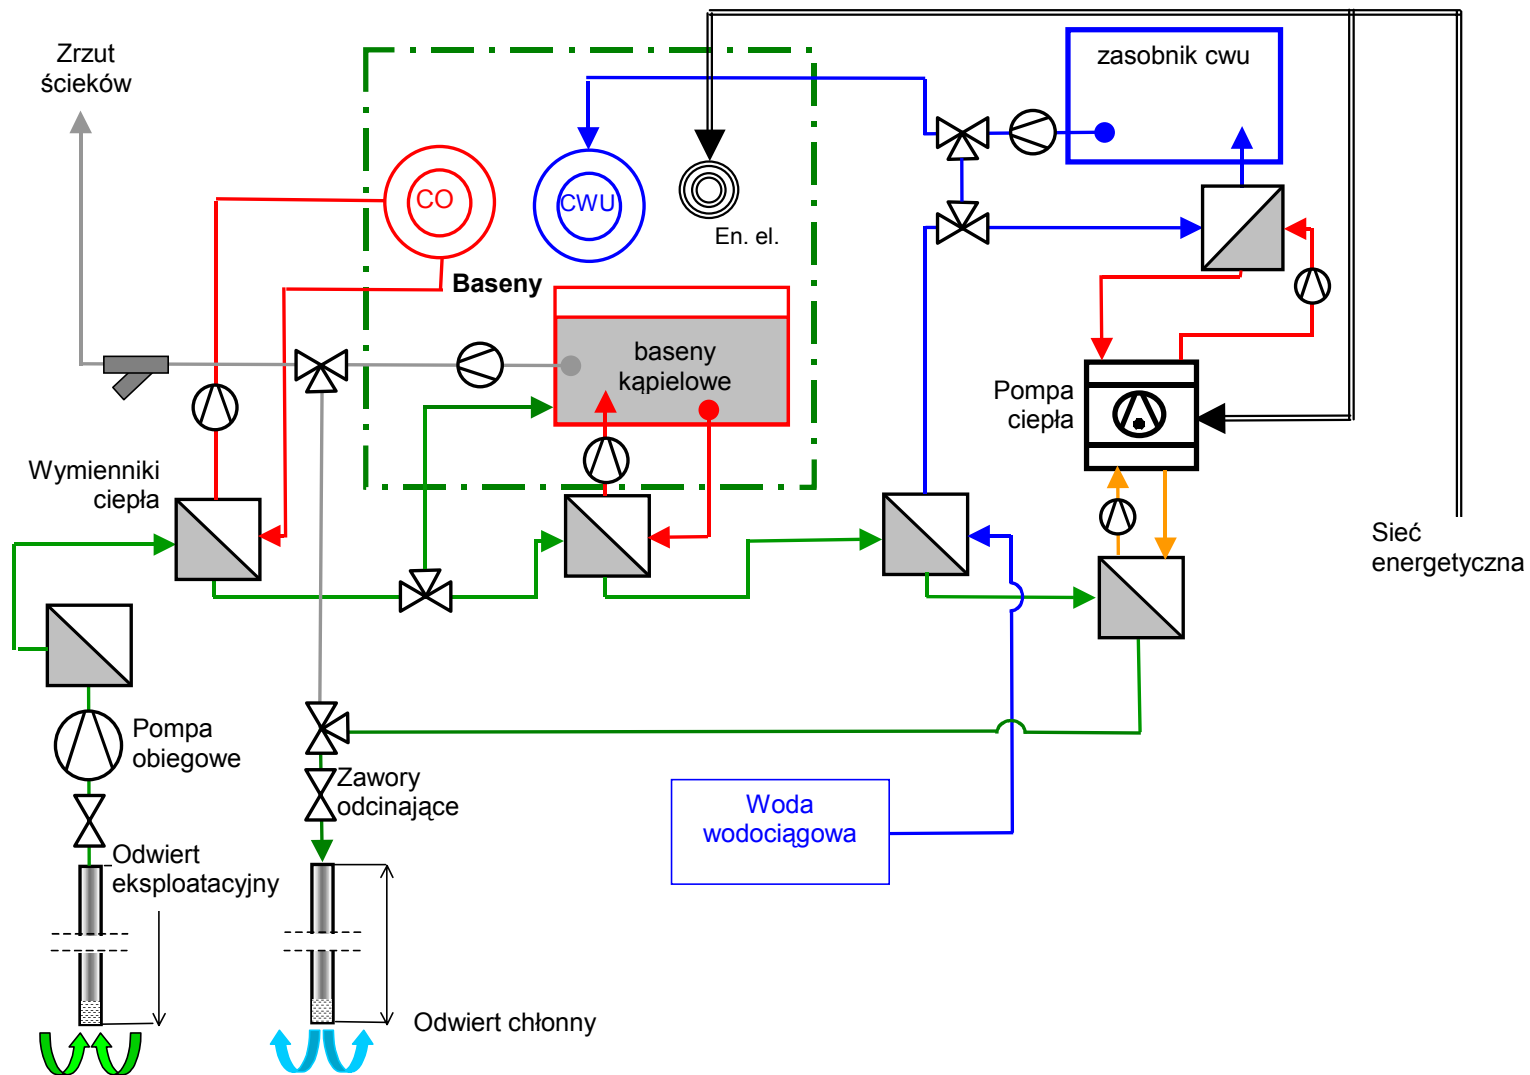 Zrzut
ścieków
zasobnik cwu
CO
CWU
En. el.
Baseny
baseny
kąpielowe
Pompa
ciepła
Wymienniki
ciepła
Sieć
energetyczna
Pompa
obiegowe
Zawory
odcinające
Woda
wodociągowa
Odwiert
eksploatacyjny
Odwiert chłonny